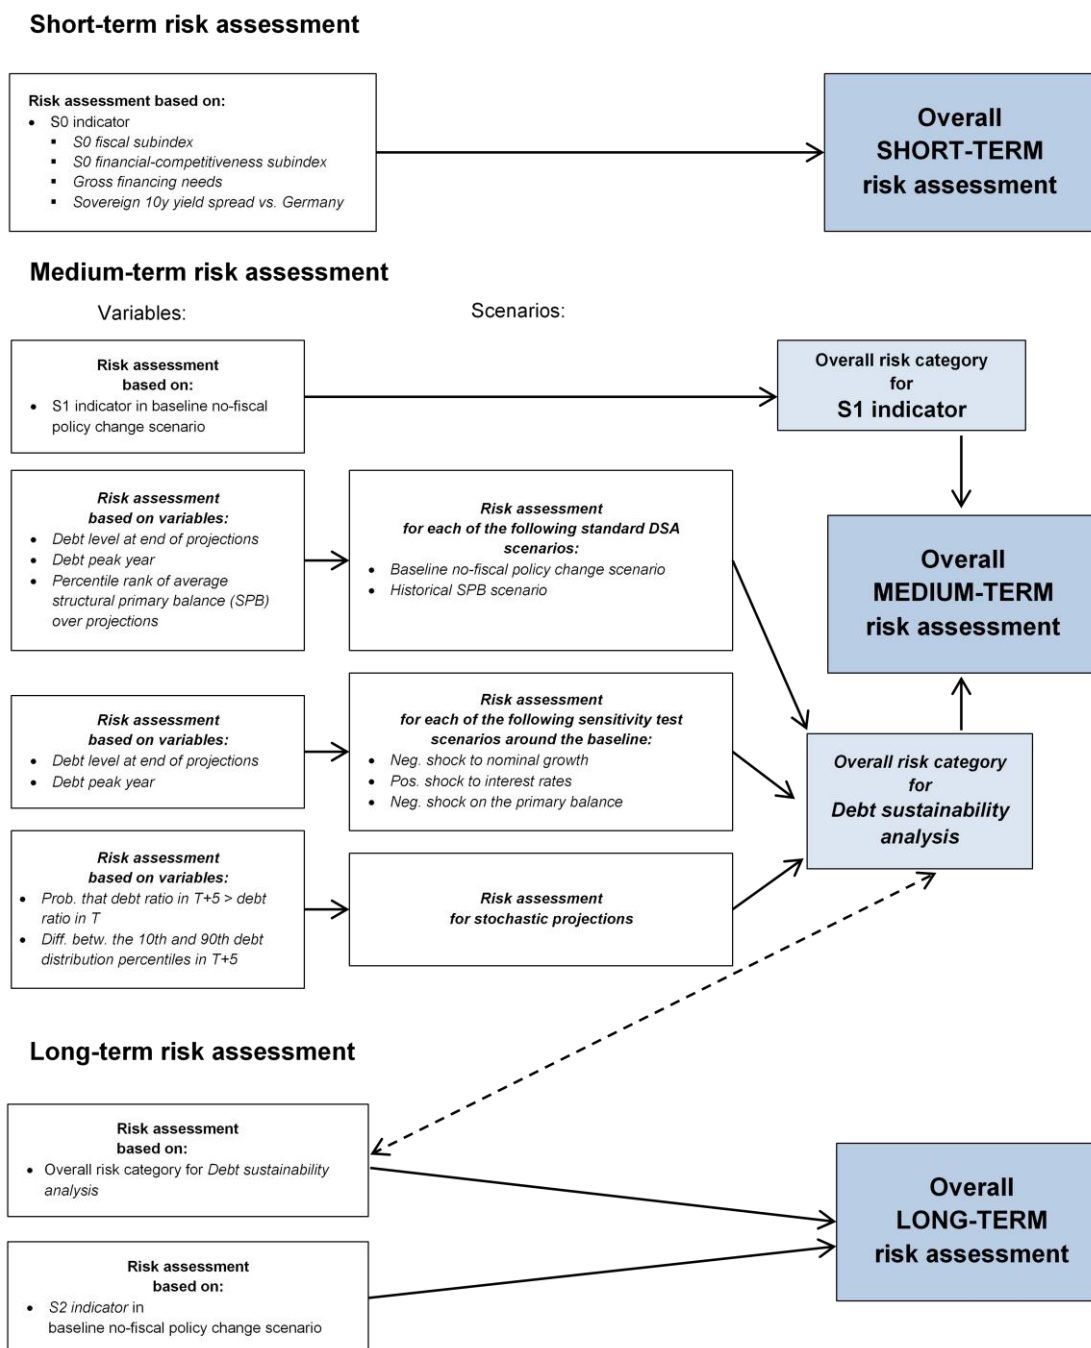 Short-term risk assessment
Risk assessment based on:
• S0 indicator
▪ S0 fiscal subindex
▪ S0 financial-competitiveness subindex
▪ Gross financing needs
▪ Sovereign 10y yield spread vs. Germany
Overall
SHORT-TERM
risk assessment
Medium-term risk assessment
Variables:
Scenarios:
Risk assessment
based on:
• S1 indicator in baseline no-fiscal
policy change scenario
Overall risk category
for
S1 indicator
Risk assessment
based on variables:
• Debt level at end of projections
• Debt peak year
• Percentile rank of average
structural primary balance (SPB)
over projections
Risk assessment
for each of the following standard DSA
scenarios:
• Baseline no-fiscal policy change scenario
• Historical SPB scenario
Overall
MEDIUM-TERM
risk assessment
Risk assessment
based on variables:
• Debt level at end of projections
• Debt peak year
Risk assessment
for each of the following sensitivity test
scenarios around the baseline:
• Neg. shock to nominal growth
• Pos. shock to interest rates
• Neg. shock on the primary balance
Overall risk category
for
Debt sustainability
analysis
Risk assessment
based on variables:
• Prob. that debt ratio in T+5 > debt
ratio in T
• Diff. betw. the 10th and 90th debt
distribution percentiles in T+5
Risk assessment
for stochastic projections
Long-term risk assessment
Risk assessment
based on:
• Overall risk category for Debt sustainability
analysis
Overall
LONG-TERM
risk assessment
Risk assessment
based on:
• S2 indicator in
baseline no-fiscal policy change scenario